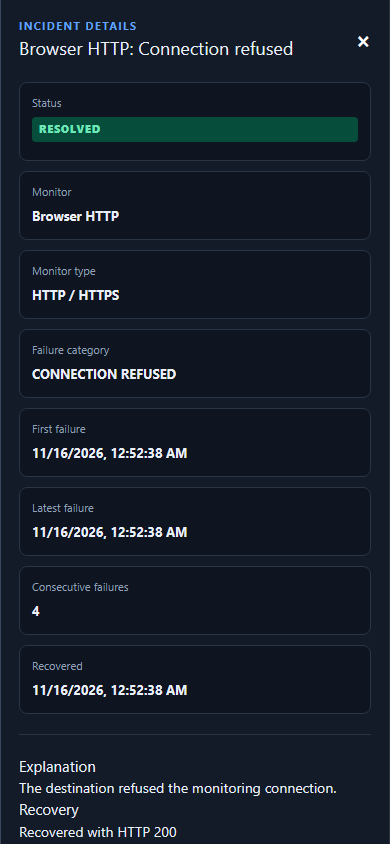 INCIDENT DETAILS
Browser HTTP: Connection refused
×
Status
RESOLVED
Monitor
Browser HTTP
Monitor type
HTTP / HTTPS
Failure category
CONNECTION REFUSED
First failure
11/16/2026, 12:52:38 AM
Latest failure
11/16/2026, 12:52:38 AM
Consecutive failures
4
Recovered
11/16/2026, 12:52:38 AM
Explanation
The destination refused the monitoring connection.
Recovery
Recovered with HTTP 200